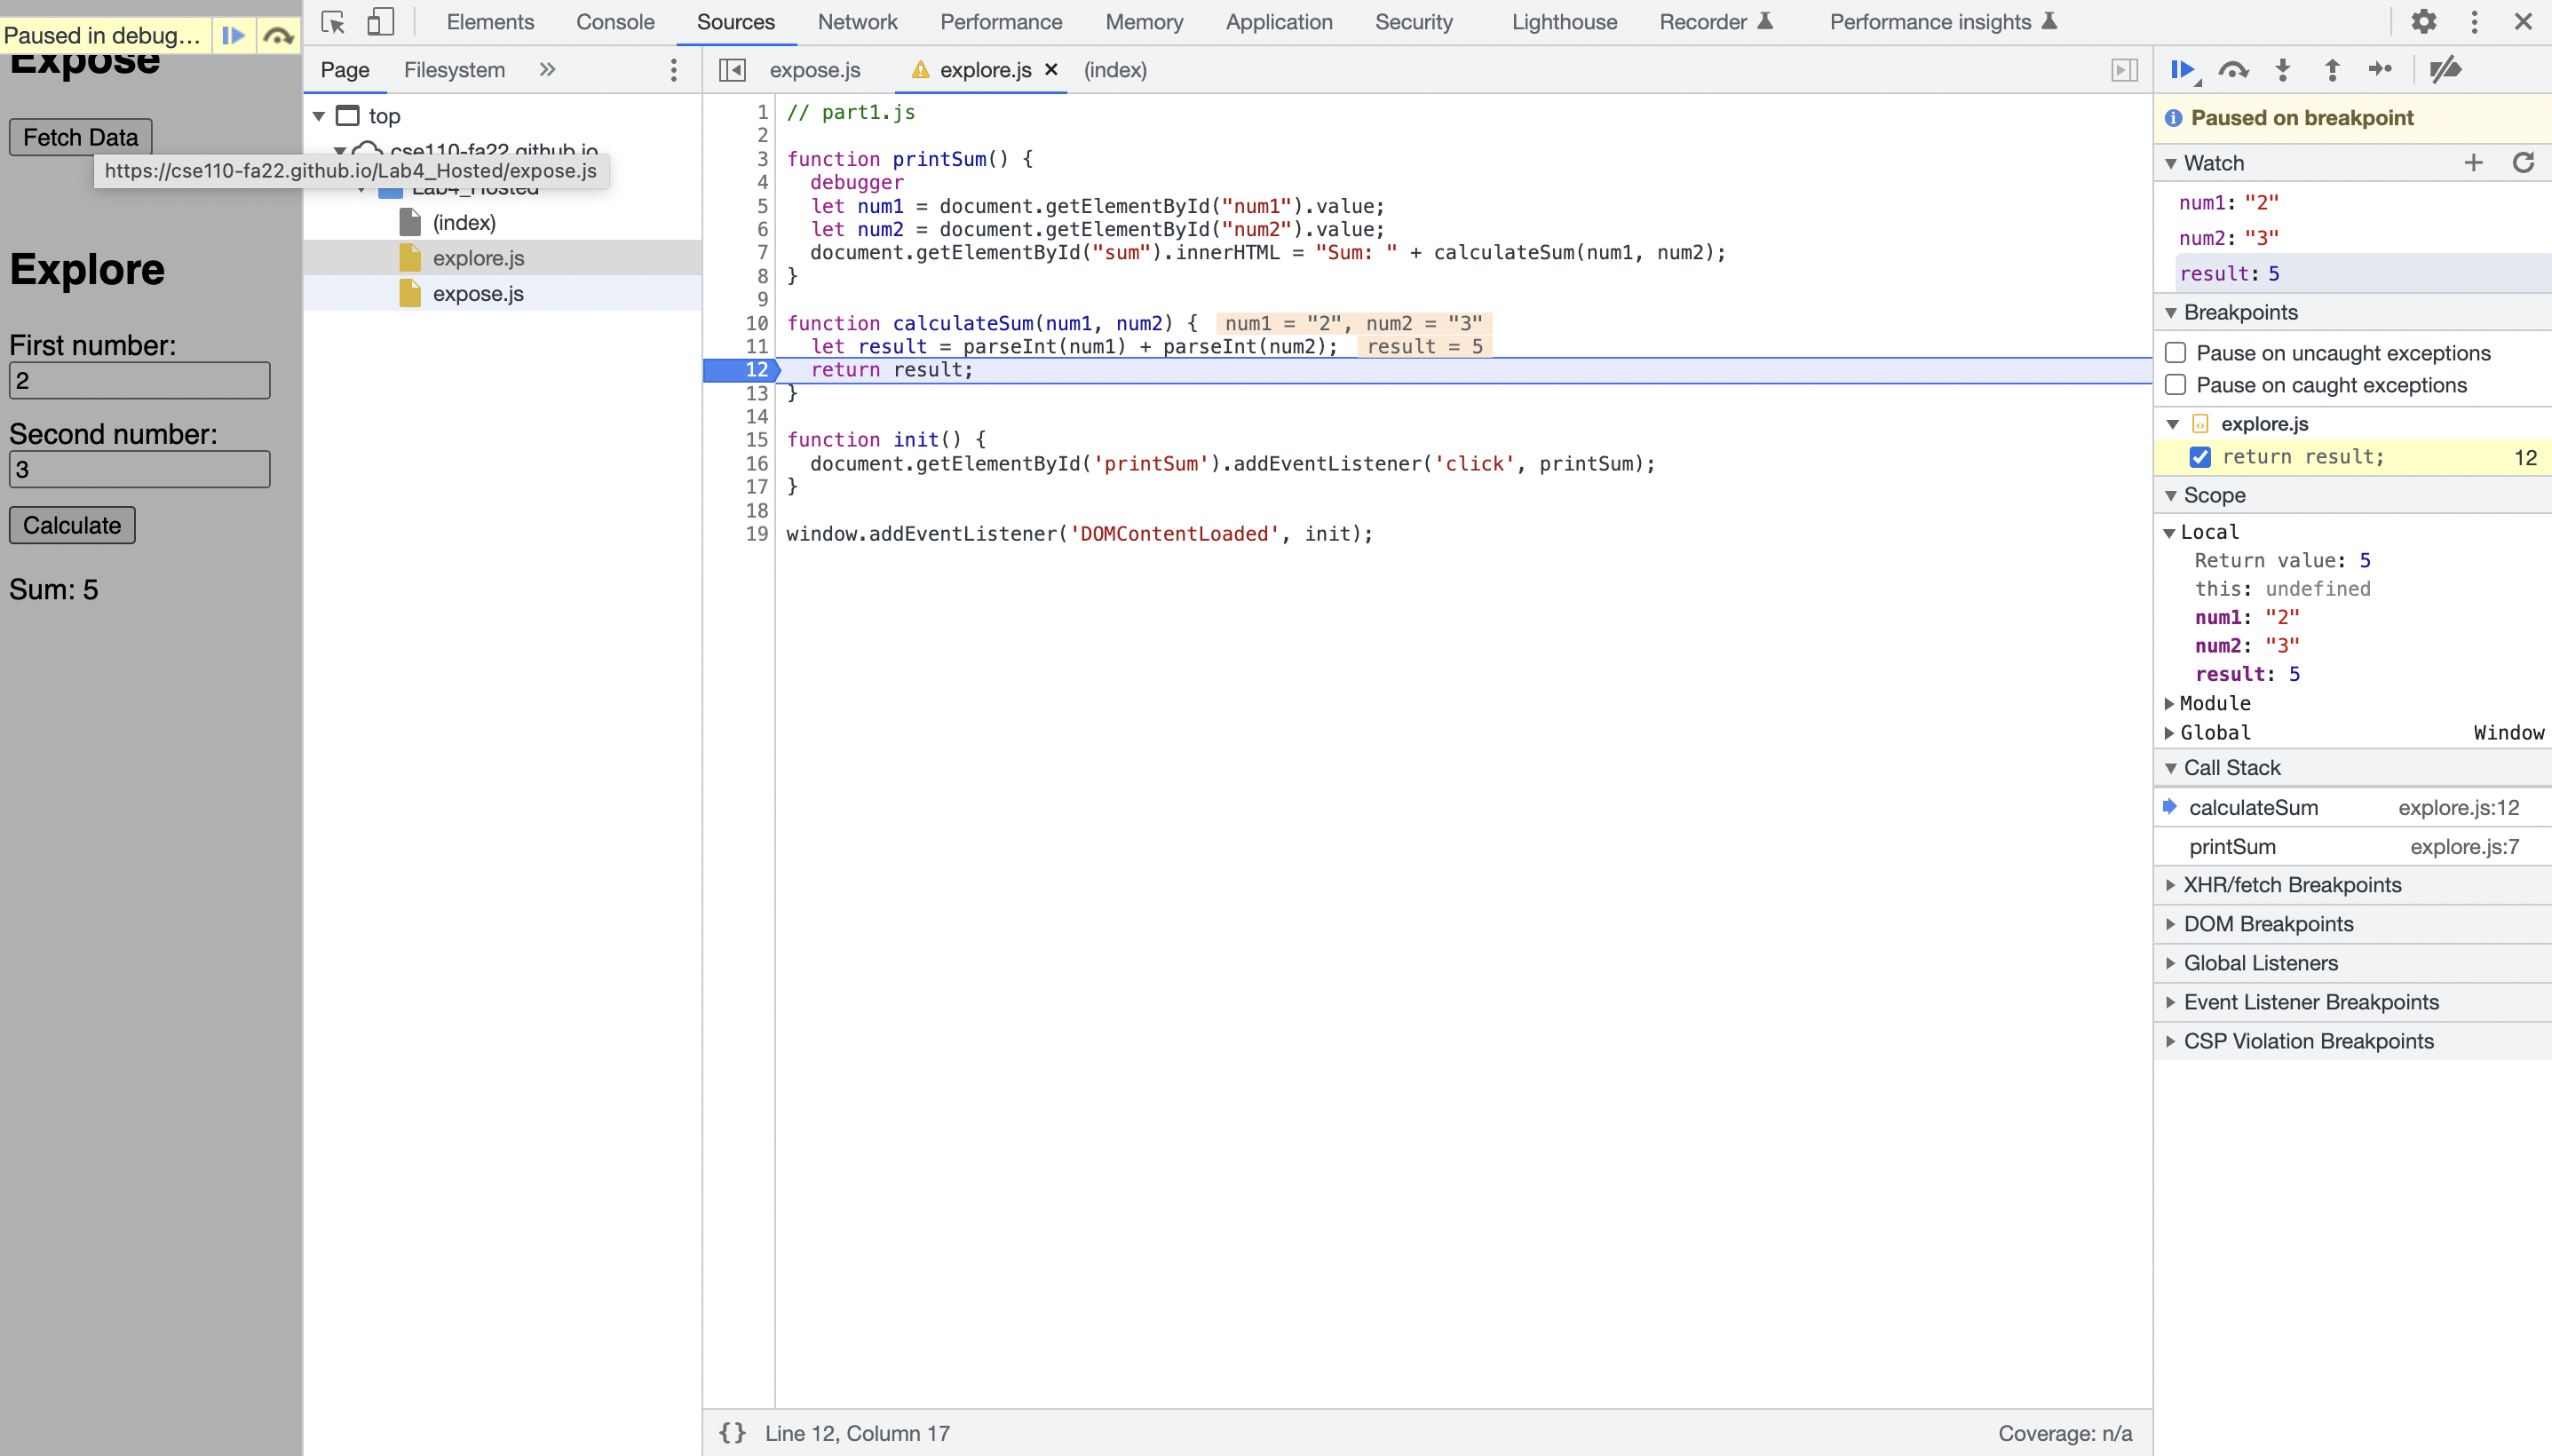 Paused in debug...
Expose
Fetch Data
https://cse110-fa22.github.io/Lab4_Hosted/expose.js
Explore
First number:
2
Second number:
3
Calculate
Sum: 5
Elements Console Sources Network Performance Memory Application Security Lighthouse Recorder Performance insights
Page Filesystem »
top
cse110-fa22.github.io
Lab4_Hosted
(index)
explore.js
expose.js
expose.js explore.js × (index)
1 // part1.js
2
3 function printSum() {
4 debugger
5 let num1 = document.getElementById("num1").value;
6 let num2 = document.getElementById("num2").value;
7 document.getElementById("sum").innerHTML = "Sum: " + calculateSum(num1, num2);
8 }
9
10 function calculateSum(num1, num2) { num1 = "2", num2 = "3"
11 let result = parseInt(num1) + parseInt(num2); result = 5
12 return result;
13 }
14
15 function init() {
16 document.getElementById('printSum').addEventListener('click', printSum);
17 }
18
19 window.addEventListener('DOMContentLoaded', init);
{} Line 12, Column 17
Coverage: n/a
Paused on breakpoint
Watch
num1: "2"
num2: "3"
result: 5
Breakpoints
Pause on uncaught exceptions
Pause on caught exceptions
explore.js
return result; 12
Scope
Local
Return value: 5
this: undefined
num1: "2"
num2: "3"
result: 5
Module
Global Window
Call Stack
calculateSum explore.js:12
printSum explore.js:7
XHR/fetch Breakpoints
DOM Breakpoints
Global Listeners
Event Listener Breakpoints
CSP Violation Breakpoints